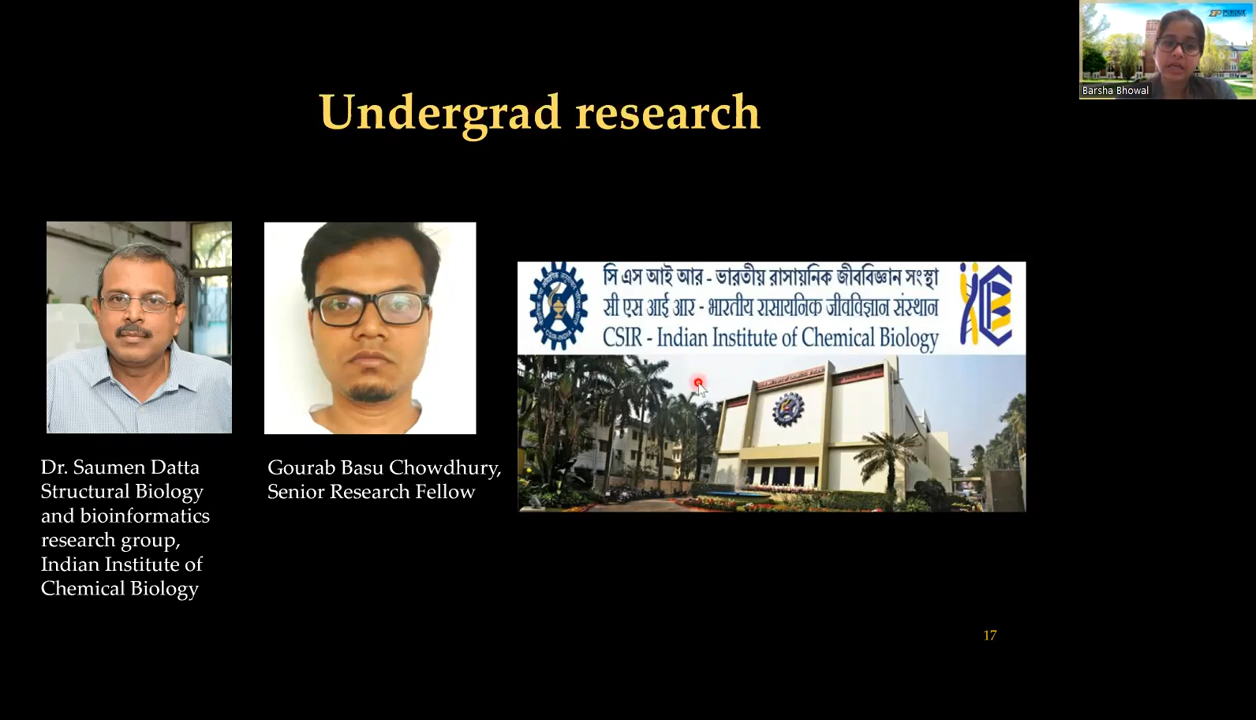 Undergrad research
Barsha Bhowal
সি এস আই আর - ভারতীয় রাসায়নিক জীববিজ্ঞান সংস্থা
सी एस आई आर - भारतीय रासायनिक जीवविज्ञान संस्थान
CSIR - Indian Institute of Chemical Biology
Dr. Saumen Datta
Structural Biology
and bioinformatics
research group,
Indian Institute of
Chemical Biology
Gourab Basu Chowdhury,
Senior Research Fellow
17